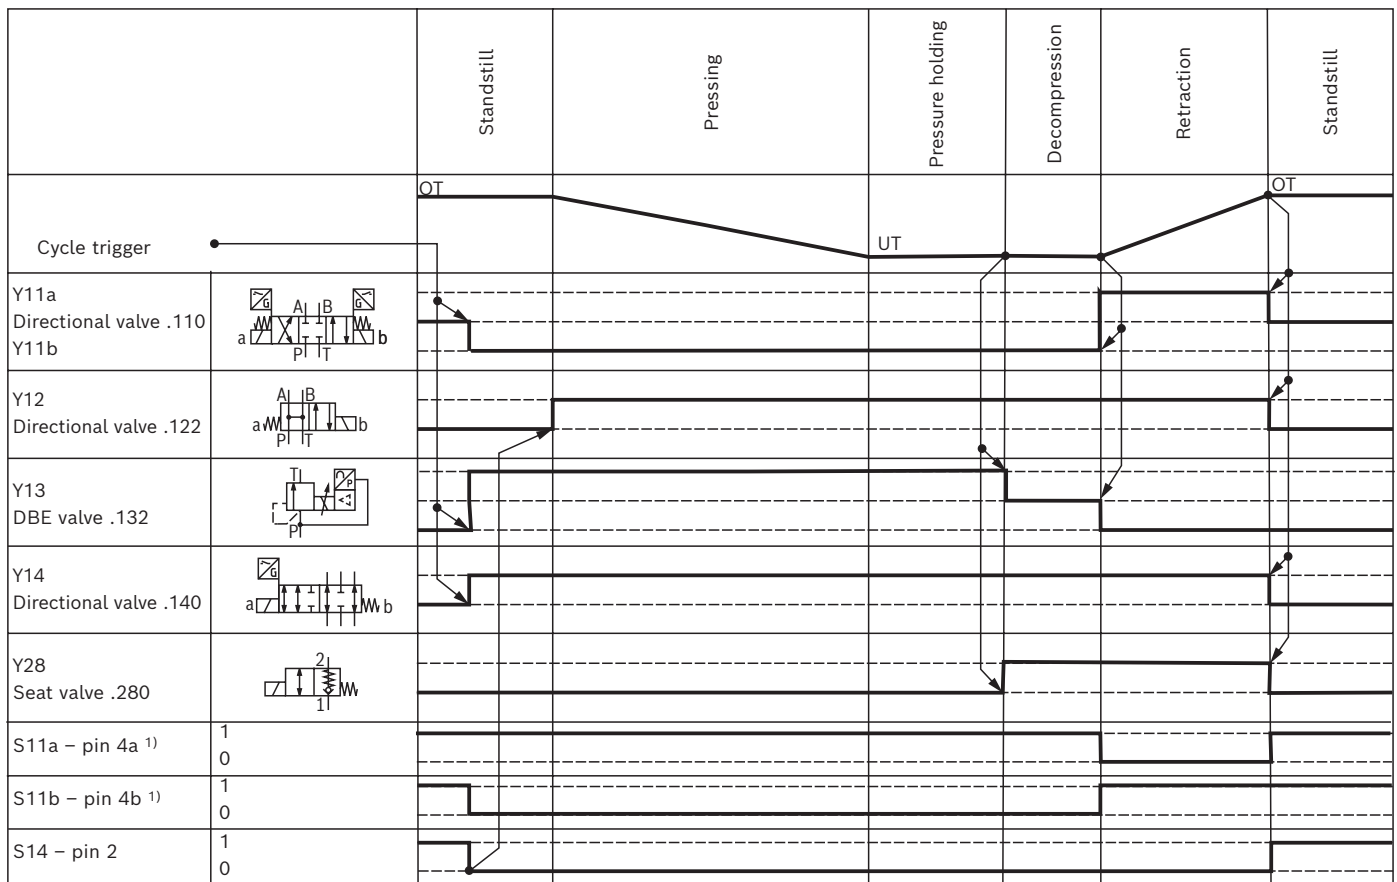 Standstill
Pressing
Pressure holding
Decompression
Retraction
Standstill
OT
OT
Cycle trigger
UT
Y11a
Directional valve .110
Y11b
G
G
A B
a
b
P T
Y12
Directional valve .122
A B
a
b
P T
Y13
DBE valve .132
T
P
P
Y14
Directional valve .140
G
a
b
Y28
Seat valve .280
2
1
S11a – pin 4a 1)
1
0
S11b – pin 4b 1)
1
0
S14 – pin 2
1
0